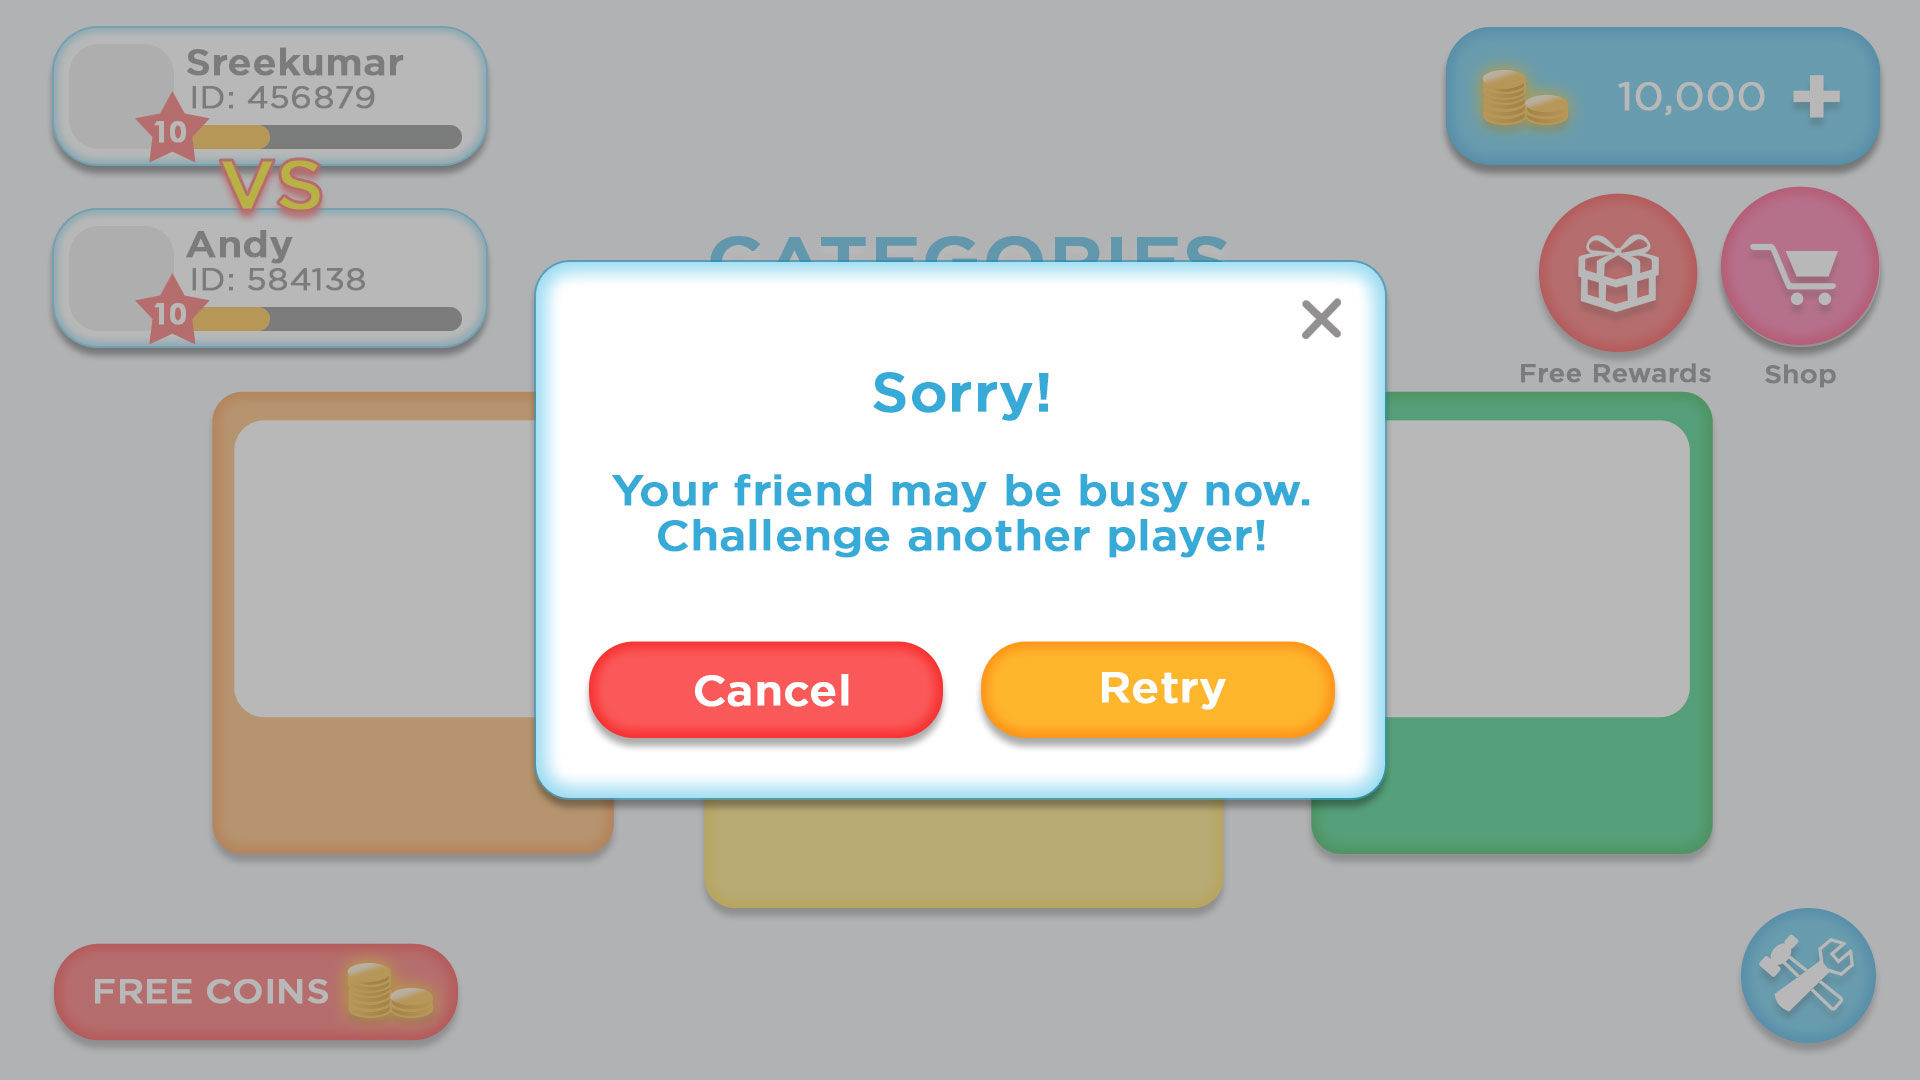 Sreekumar
ID: 456879
10
VS
Andy
ID: 584138
10
10,000
Free Rewards
Shop
CATEGORIES
Sorry!
Your friend may be busy now.
Challenge another player!
Cancel
Retry
FREE COINS